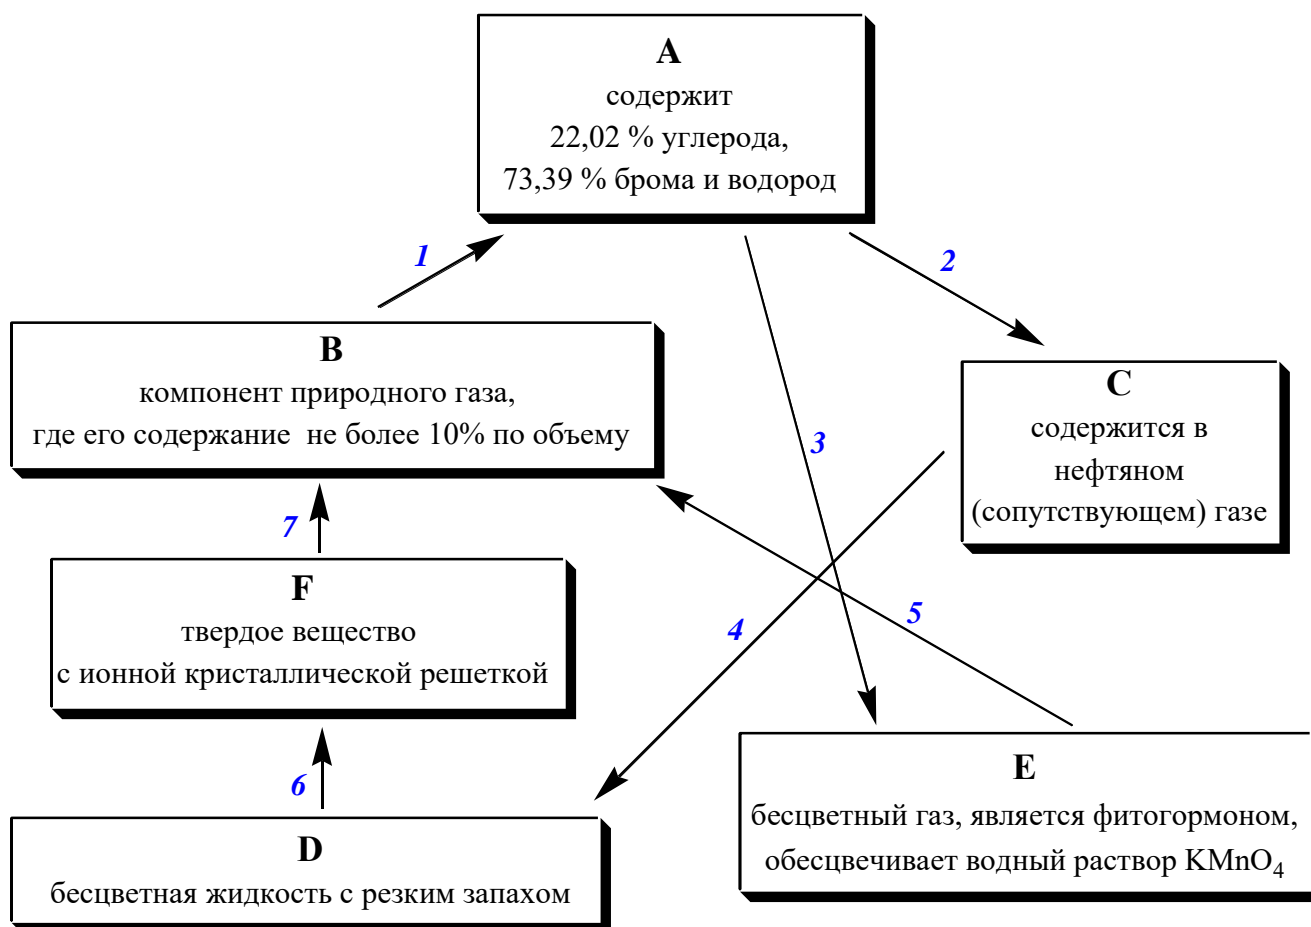 A
содержит
22,02 % углерода,
73,39 % брома и водород
1
2
B
компонент природного газа,
где его содержание не более 10% по объему
C
содержится в
нефтяном
(сопутствующем) газе
3
7
F
твердое вещество
с ионной кристаллической решеткой
4
5
6
E
бесцветный газ, является фитогормоном,
обесцвечивает водный раствор KMnO4
D
бесцветная жидкость с резким запахом